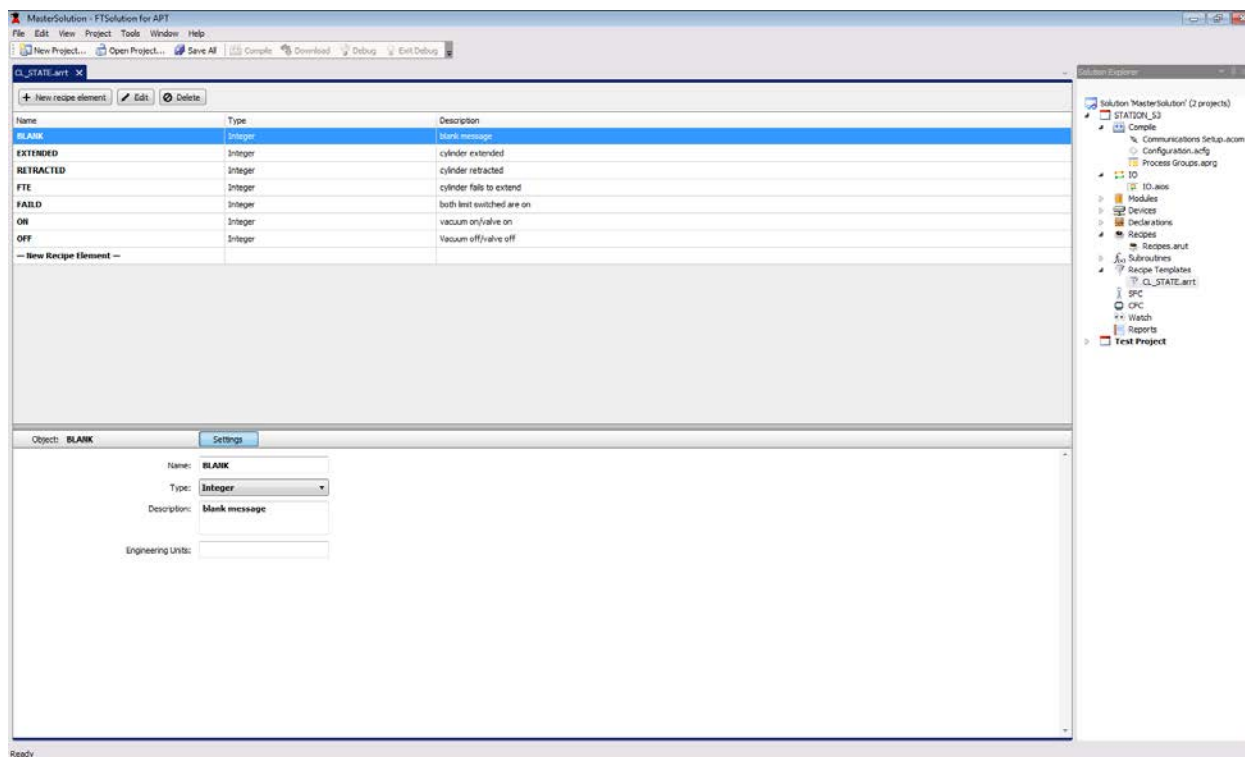 MasterSolution - FTSolution for APT
File Edit View Project Tools Window Help
New Project... Open Project... Save All Compile Download Debug Exit Debug
CL_STATE.arrt X
+ New recipe element Edit Delete
Name Type Description
BLANK Integer blank message
EXTENDED Integer cylinder extended
RETRACTED Integer cylinder retracted
FTE Integer cylinder fails to extend
FAILD Integer both limit switched are on
ON Integer vacuum on/valve on
OFF Integer Vacuum off/valve off
— New Recipe Element —
Object: BLANK Settings
Name: BLANK
Type: Integer
Description: blank message
Engineering Units:
Ready
Solution Explorer
Solution 'MasterSolution' (2 projects)
STATION_S3
Compile
Communications Setup.acom
Configuration.acfg
Process Groups.aprg
IO
IO.aios
Modules
Devices
Declarations
Recipes
Recipes.arut
Subroutines
Recipe Templates
CL_STATE.arrt
SFC
CFC
Watch
Reports
Test Project